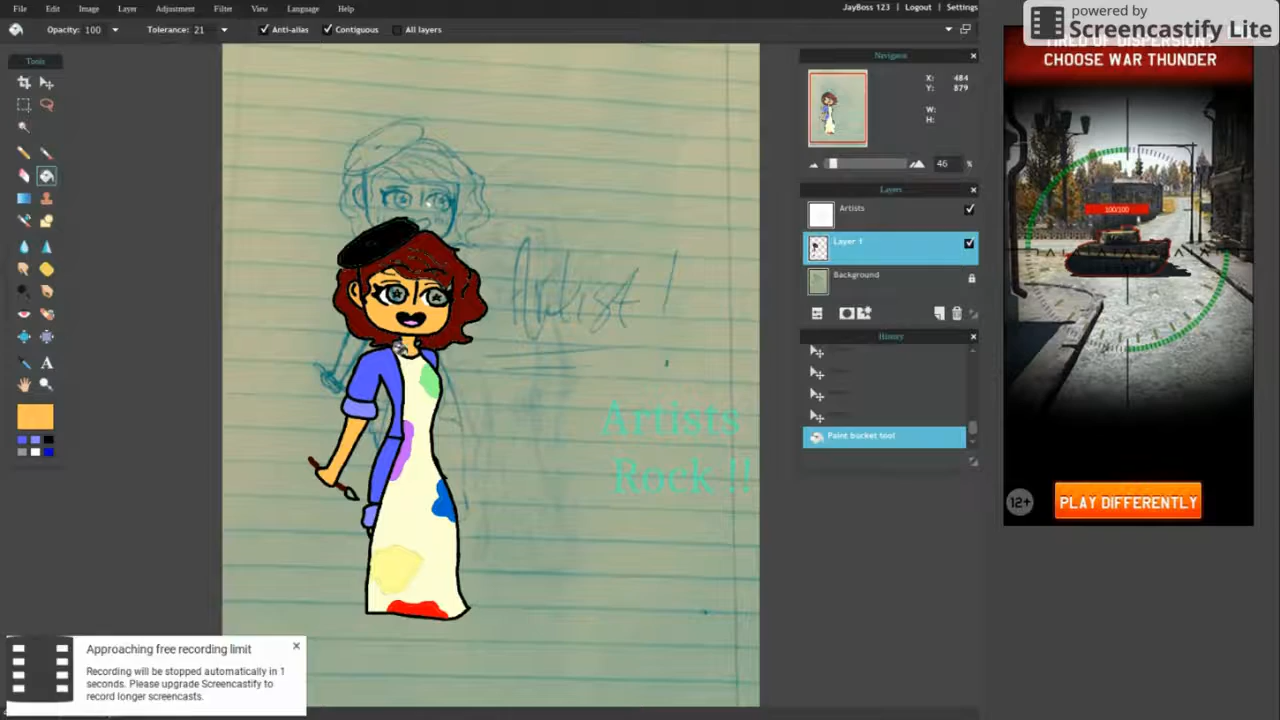 File Edit Image Layer Adjustment Filter View Language Help
JayBoss 123 | Logout | Settings
powered by
Screencastify Lite
Opacity: 100 Tolerance: 21 Anti-alias Contiguous All layers
Tools
Navigator
X: 484
Y: 879
W:
H:
46 %
Layers
Artists
Layer 1
Background
History
Paint bucket tool
Artist !
Artists
Rock !!
CHOOSE WAR THUNDER
100/100
12+
PLAY DIFFERENTLY
Approaching free recording limit
Recording will be stopped automatically in 1
seconds. Please upgrade Screencastify to
record longer screencasts.